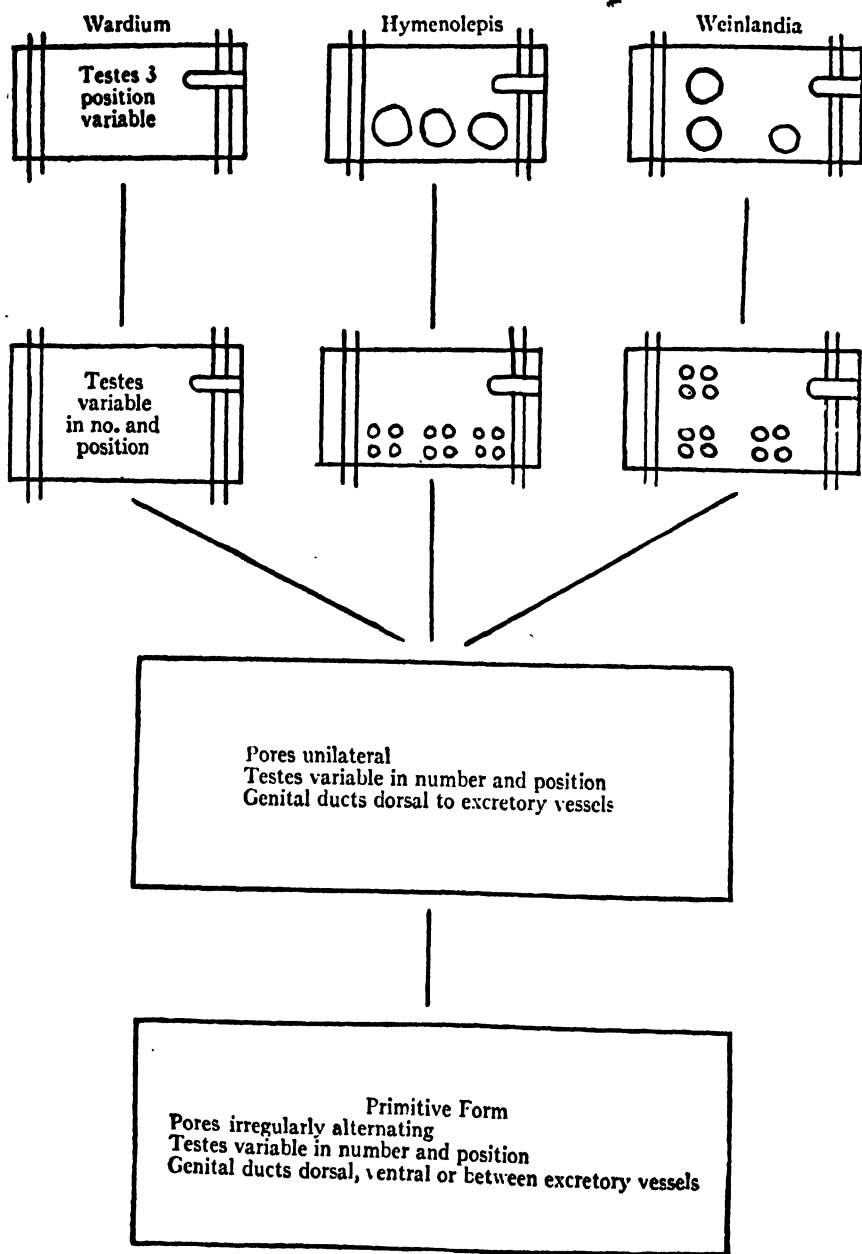 Wardium
Hymenolepis
Weinlandia
Testes 3
position
variable
Testes
variable
in no. and
position
Pores unilateral
Testes variable in number and position
Genital ducts dorsal to excretory vessels
Primitive Form
Pores irregularly alternating
Testes variable in number and position
Genital ducts dorsal, ventral or between excretory vessels